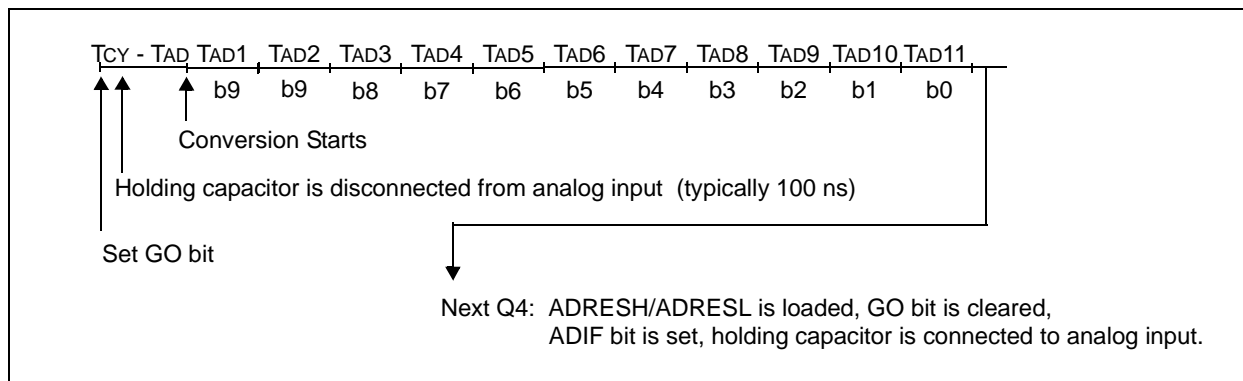 TCY - TAD TAD1 TAD2 TAD3 TAD4 TAD5 TAD6 TAD7 TAD8 TAD9 TAD10 TAD11
b9 b9 b8 b7 b6 b5 b4 b3 b2 b1 b0
Conversion Starts
Holding capacitor is disconnected from analog input (typically 100 ns)
Set GO bit
Next Q4: ADRESH/ADRESL is loaded, GO bit is cleared,
ADIF bit is set, holding capacitor is connected to analog input.